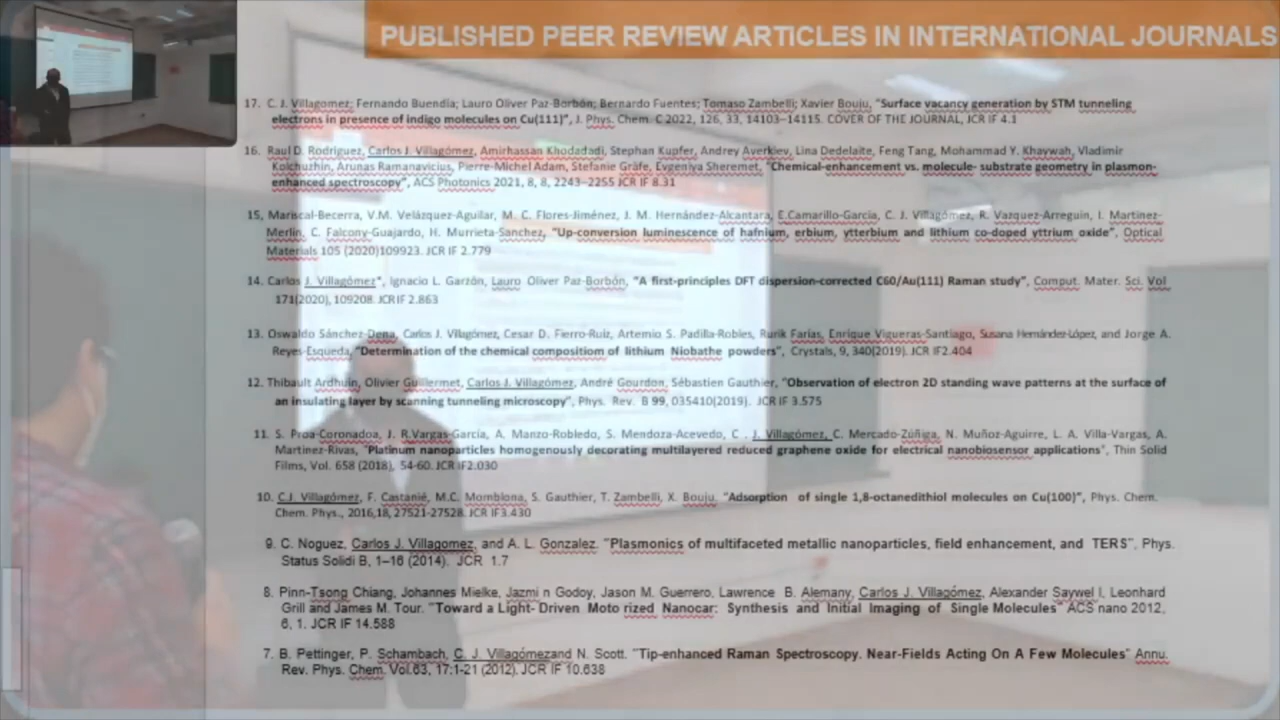 PUBLISHED PEER REVIEW ARTICLES IN INTERNATIONAL JOURNALS
17. C. J. Villagomez; Fernando Buendía; Lauro Oliver Paz-Borbón; Bernardo Fuentes; Tomaso Zambelli; Xavier Bouju, "Surface vacancy generation by STM tunneling
electrons in presence of indigo molecules on Cu(111)", J. Phys. Chem. C 2022, 126, 33, 14103–14115. COVER OF THE JOURNAL, JCR IF 4.1
16. Raul D. Rodriguez, Carlos J. Villagómez, Amirhassan Khodadadi, Stephan Kupfer, Andrey Averkiev, Lina Dedelaite, Feng Tang, Mohammad Y. Khaywah, Vladimir
Kolchuzhin, Arunas Ramanavicius, Pierre-Michel Adam, Stefanie Gräfe, Evgeniya Sheremet, "Chemical-enhancement vs. molecule- substrate geometry in plasmon-
enhanced spectroscopy", ACS Photonics 2021, 8, 8, 2243–2255 JCR IF 8.31
15, Mariscal-Becerra, V.M. Velázquez-Aguilar, M. C. Flores-Jiménez, J. M. Hernández-Alcantara, E.Camarillo-Garcia, C. J. Villagómez, R. Vazquez-Arreguin, I. Martinez-
Merlin, C. Falcony-Guajardo, H. Murrieta-Sanchez, "Up-conversion luminescence of hafnium, erbium, ytterbium and lithium co-doped yttrium oxide", Optical
Materials 105 (2020)109923. JCR IF 2.779
14. Carlos J. Villagómez*, Ignacio L. Garzón, Lauro Oliver Paz-Borbón, "A first-principles DFT dispersion-corrected C60/Au(111) Raman study", Comput. Mater. Sci. Vol
171(2020), 109208. JCR IF 2.863
13. Oswaldo Sánchez-Dena, Carlos J. Villagómez, Cesar D. Fierro-Ruiz, Artemio S. Padilla-Robles, Rurik Farías, Enrique Vigueras-Santiago, Susana Hernández-López, and Jorge A.
Reyes-Esqueda, "Determination of the chemical compositiom of lithium Niobathe powders", Crystals, 9, 340(2019). JCR IF2.404
12. Thibault Ardhuin, Olivier Guillermet, Carlos J. Villagómez, André Gourdon, Sébastien Gauthier, "Observation of electron 2D standing wave patterns at the surface of
an insulating layer by scanning tunneling microscopy", Phys. Rev. B 99, 035410(2019). JCR IF 3.575
11. S. Proa-Coronadoa, J. R.Vargas-Garcia, A. Manzo-Robledo, S. Mendoza-Acevedo, C . J. Villagómez, C. Mercado-Zúñiga, N. Muñoz-Aguirre, L. A. Villa-Vargas, A.
Martinez-Rivas, "Platinum nanoparticles homogenously decorating multilayered reduced graphene oxide for electrical nanobiosensor applications", Thin Solid
Films, Vol. 658 (2018), 54-60. JCR IF2.030
10. C.J. Villagómez, F. Castanié, M.C. Momblona, S. Gauthier, T. Zambelli, X. Bouju, "Adsorption of single 1,8-octanedithiol molecules on Cu(100)", Phys. Chem.
Chem. Phys., 2016,18, 27521-27528. JCR IF3.430
9. C. Noguez, Carlos J. Villagomez, and A. L. Gonzalez. "Plasmonics of multifaceted metallic nanoparticles, field enhancement, and TERS", Phys.
Status Solidi B, 1–16 (2014). JCR 1.7
8. Pinn-Tsong Chiang, Johannes Mielke, Jazmi n Godoy, Jason M. Guerrero, Lawrence B. Alemany, Carlos J. Villagómez, Alexander Saywel l, Leonhard
Grill and James M. Tour. "Toward a Light- Driven Moto rized Nanocar: Synthesis and Initial Imaging of Single Molecules" ACS nano 2012,
6, 1. JCR IF 14.588
7. B. Pettinger, P. Schambach, C. J. Villagómezand N. Scott. "Tip-enhanced Raman Spectroscopy. Near-Fields Acting On A Few Molecules" Annu.
Rev. Phys. Chem. Vol.63, 17:1-21 (2012). JCR IF 10.638